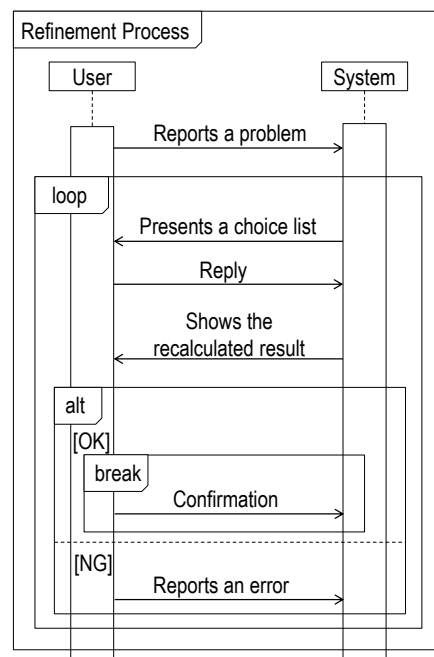 Refinement Process
User
System
Reports a problem
loop
Presents a choice list
Reply
Shows the
recalculated result
alt
[OK]
break
Confirmation
[NG]
Reports an error